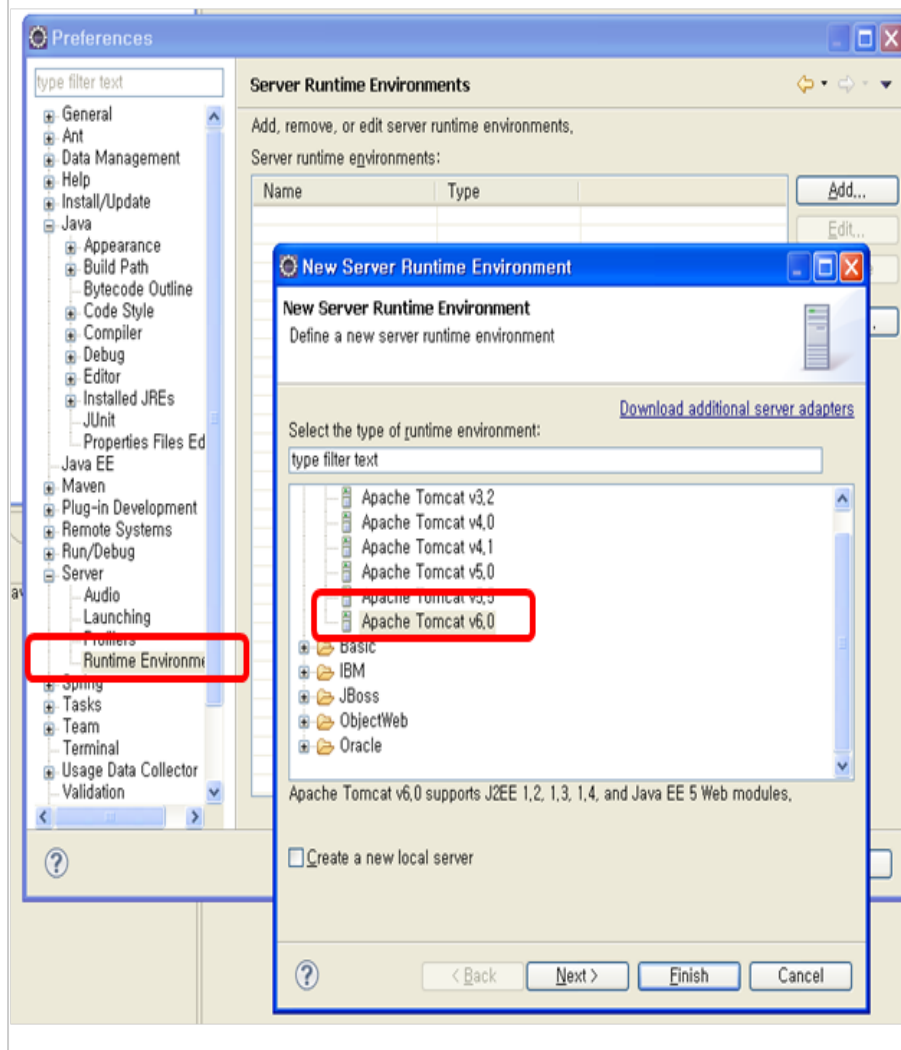 Preferences
type filter text
General
Ant
Data Management
Help
Install/Update
Java
Appearance
Build Path
Bytecode Outline
Code Style
Compiler
Debug
Editor
Installed JREs
JUnit
Properties Files Ed
Java EE
Maven
Plug-in Development
Remote Systems
Run/Debug
Server
Audio
Launching
Profilers
Runtime Environme
Spring
Tasks
Team
Terminal
Usage Data Collector
Validation
Server Runtime Environments
Add, remove, or edit server runtime environments,
Server runtime environments:
Name Type
Add...
Edit...
New Server Runtime Environment
New Server Runtime Environment
Define a new server runtime environment
Download additional server adapters
Select the type of runtime environment:
type filter text
Apache Tomcat v3,2
Apache Tomcat v4,0
Apache Tomcat v4,1
Apache Tomcat v5,0
Apache Tomcat v5,5
Apache Tomcat v6,0
Basic
IBM
JBoss
ObjectWeb
Oracle
Apache Tomcat v6,0 supports J2EE 1,2, 1,3, 1,4, and Java EE 5 Web modules,
Create a new local server
< Back Next > Finish Cancel